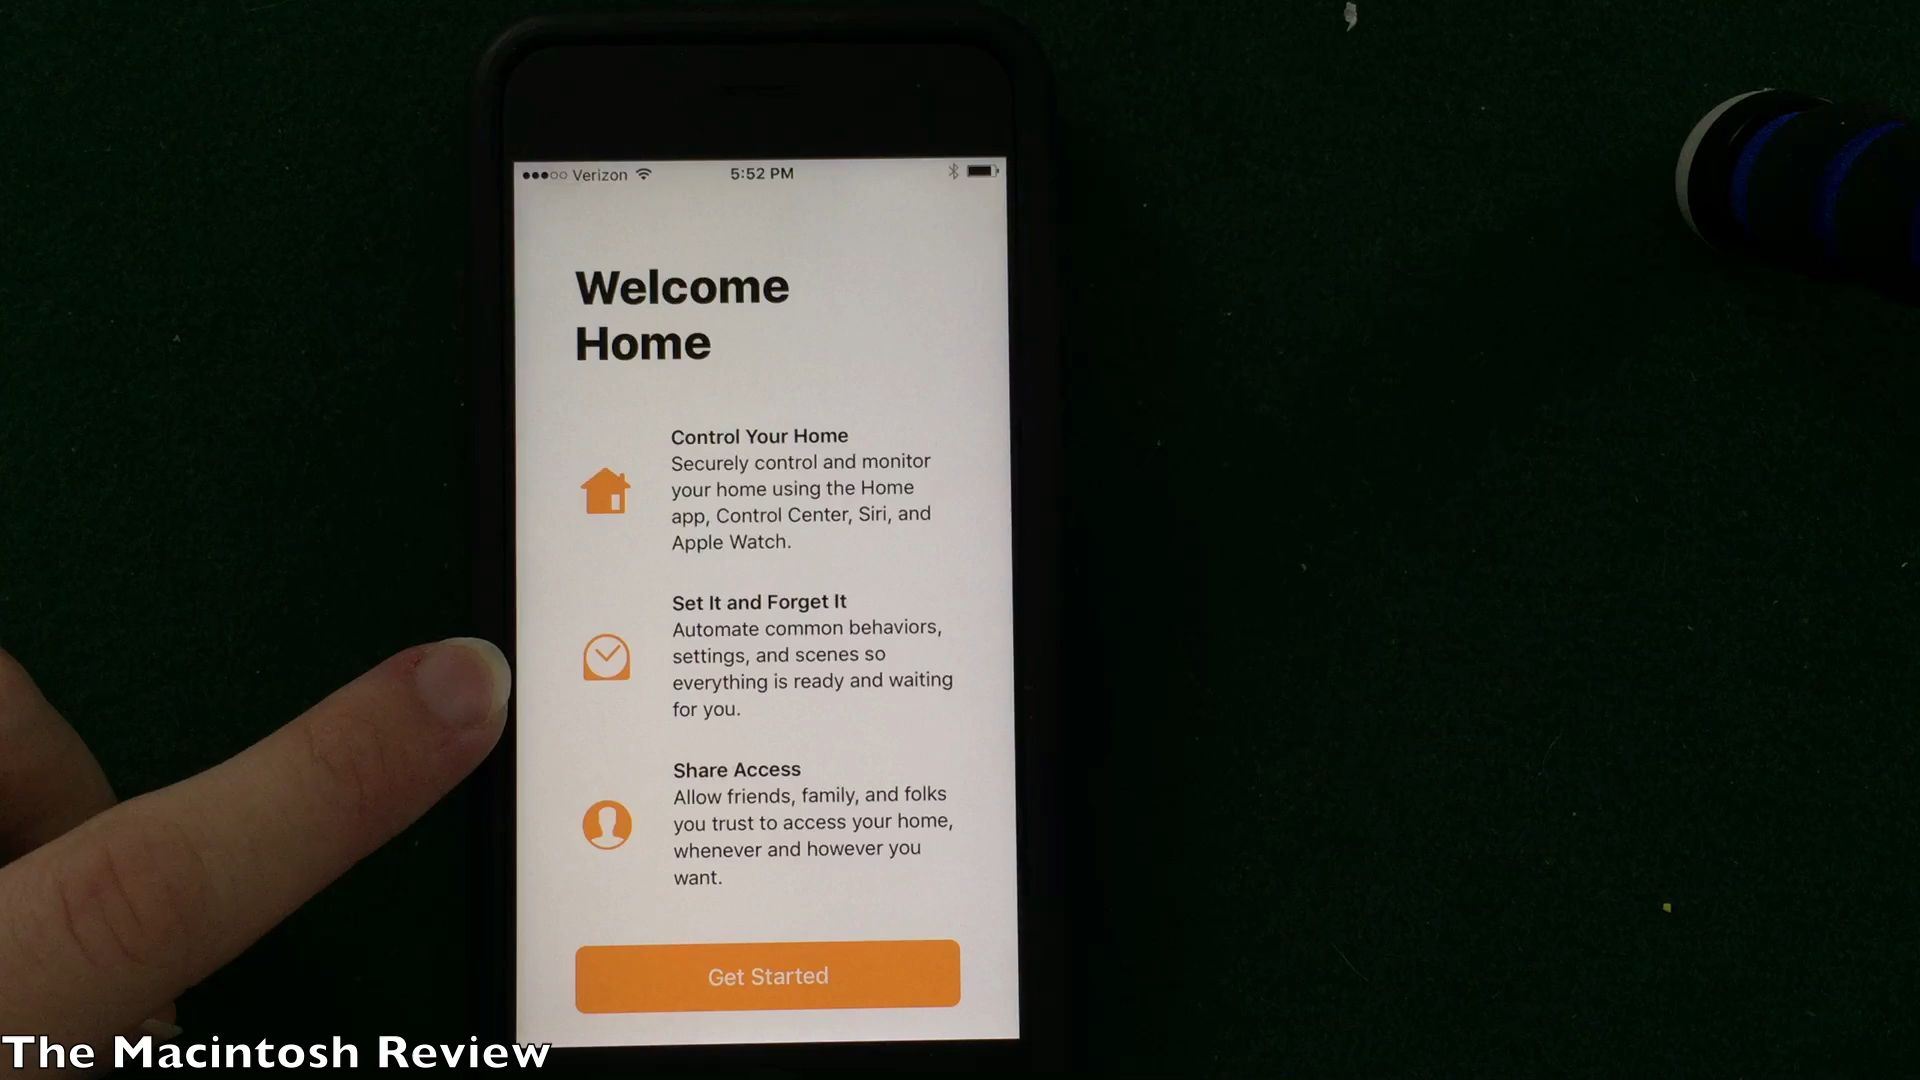 Verizon 5:52 PM
Welcome
Home
Control Your Home
Securely control and monitor
your home using the Home
app, Control Center, Siri, and
Apple Watch.
Set It and Forget It
Automate common behaviors,
settings, and scenes so
everything is ready and waiting
for you.
Share Access
Allow friends, family, and folks
you trust to access your home,
whenever and however you
want.
Get Started
The Macintosh Review